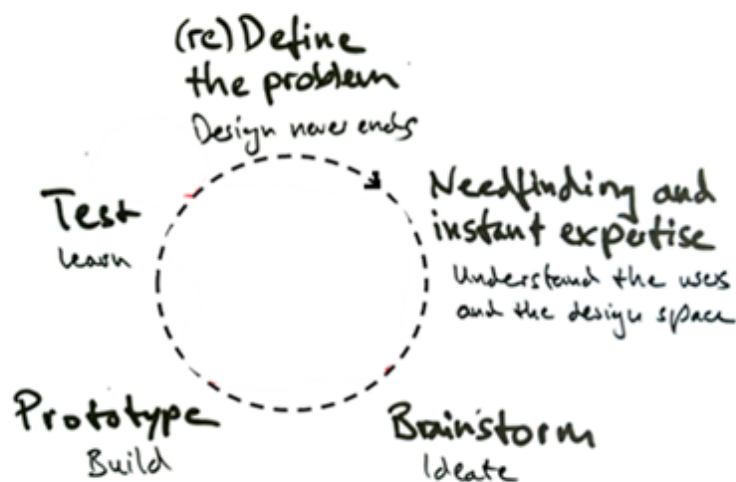 (re)Define
the problem
Design never ends
Needfinding and
instant expertise
Understand the users
and the design space
Brainstorm
Ideate
Prototype
Build
Test
Learn